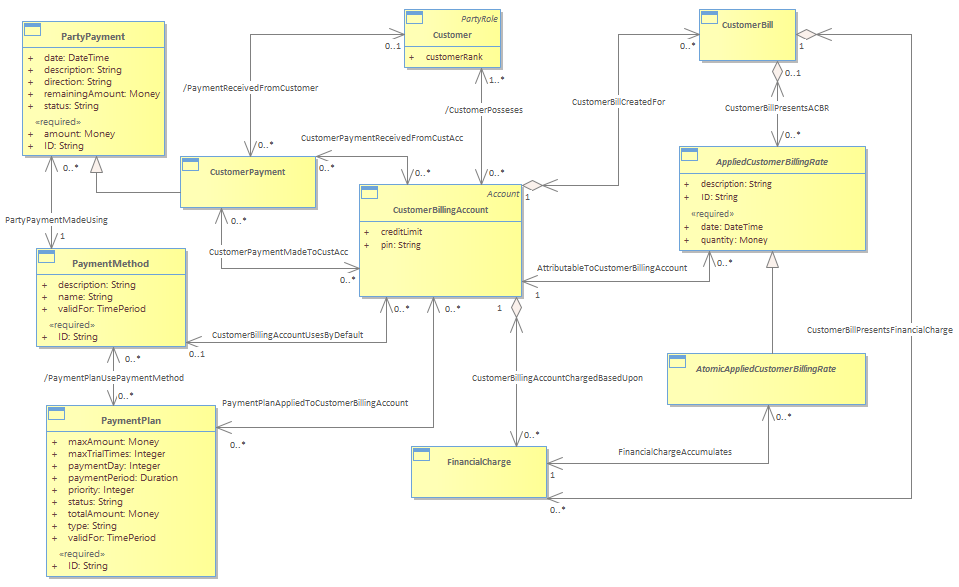 PartyPayment
+ date: DateTime
+ description: String
+ direction: String
+ remainingAmount: Money
+ status: String
«required»
+ amount: Money
+ ID: String
PartyRole
Customer
+ customerRank
0..1
1..*
CustomerBill
0..*
1
0..1
/PaymentReceivedFromCustomer
/CustomerPosseses
CustomerBillCreatedFor
CustomerBillPresentsACBR
0..*
CustomerPaymentReceivedFromCustAcc
0..*
0..*
0..*
0..*
0..*
CustomerPayment
Account
CustomerBillingAccount
+ creditLimit
+ pin: String
1
AppliedCustomerBillingRate
+ description: String
+ ID: String
«required»
+ date: DateTime
+ quantity: Money
PartyPaymentMadeUsing
1
0..*
CustomerPaymentMadeToCustAcc
0..*
AttributableToCustomerBillingAccount
0..*
1
PaymentMethod
+ description: String
+ name: String
+ validFor: TimePeriod
«required»
+ ID: String
0..*
0..*
1
CustomerBillingAccountUsesByDefault
0..1
CustomerBillPresentsFinancialCharge
0..*
/PaymentPlanUsePaymentMethod
0..*
CustomerBillingAccountChargedBasedUpon
AtomicAppliedCustomerBillingRate
PaymentPlanAppliedToCustomerBillingAccount
0..*
PaymentPlan
+ maxAmount: Money
+ maxTrialTimes: Integer
+ paymentDay: Integer
+ paymentPeriod: Duration
+ priority: Integer
+ status: String
+ totalAmount: Money
+ type: String
+ validFor: TimePeriod
«required»
+ ID: String
0..*
0..*
FinancialCharge
FinancialChargeAccumulates
1
0..*